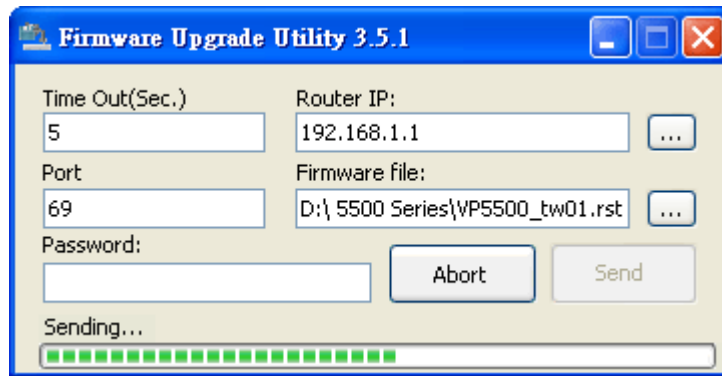 Firmware Upgrade Utility 3.5.1
Time Out(Sec.) Router IP:
5 192.168.1.1 ...
Port Firmware file:
69 D:\ 5500 Series\VP5500_tw01.rst ...
Password:
Abort Send
Sending...